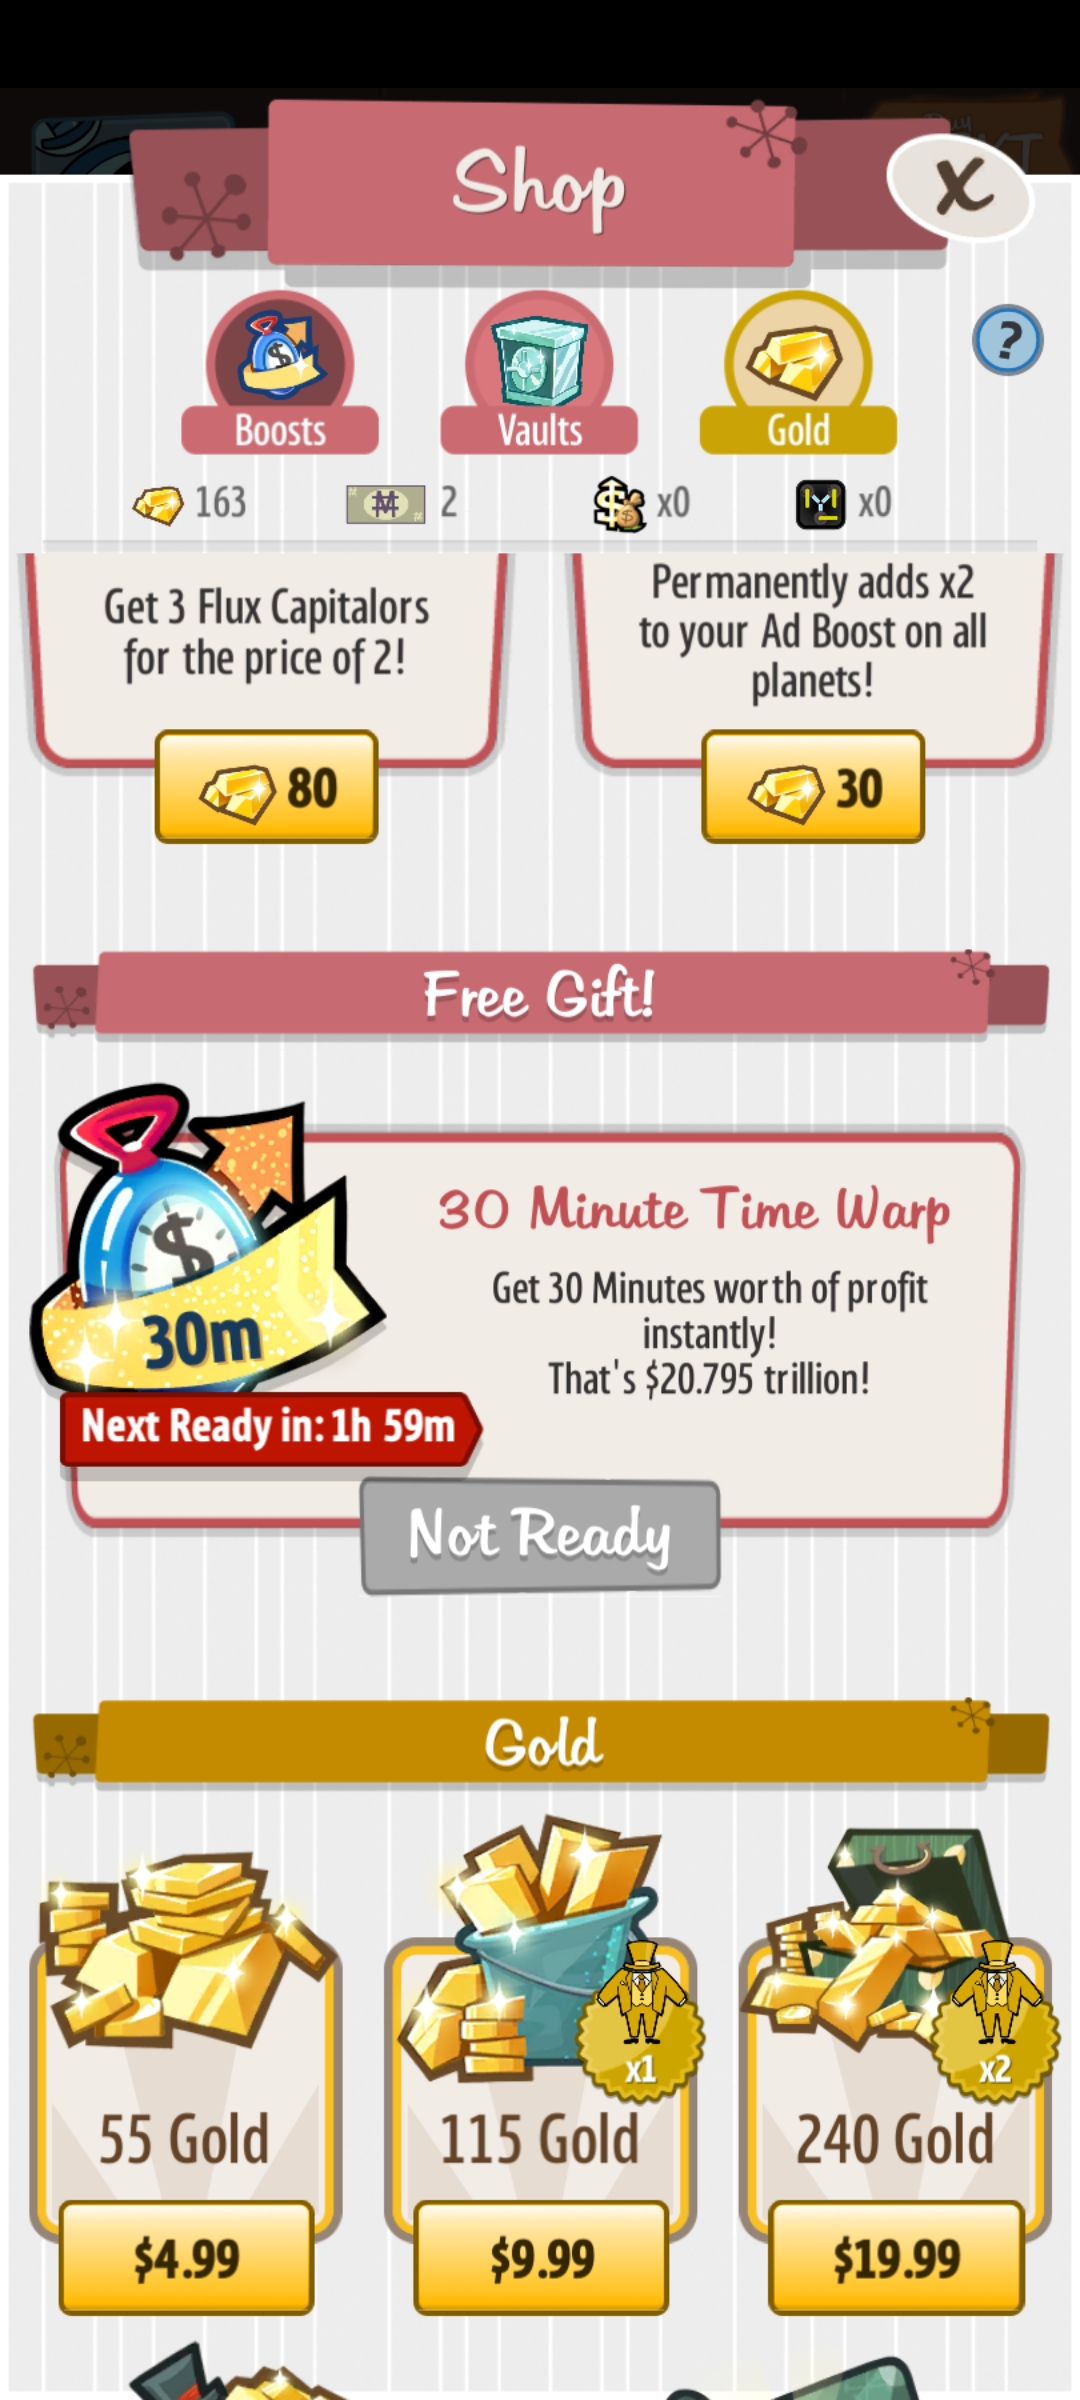 Shop
X
Boosts
Vaults
Gold
?
163
2
x0
x0
Get 3 Flux Capitalors
for the price of 2!
80
Permanently adds x2
to your Ad Boost on all
planets!
30
Free Gift!
30m
Next Ready in: 1h 59m
30 Minute Time Warp
Get 30 Minutes worth of profit
instantly!
That's $20.795 trillion!
Not Ready
Gold
55 Gold
$4.99
x1
115 Gold
$9.99
x2
240 Gold
$19.99